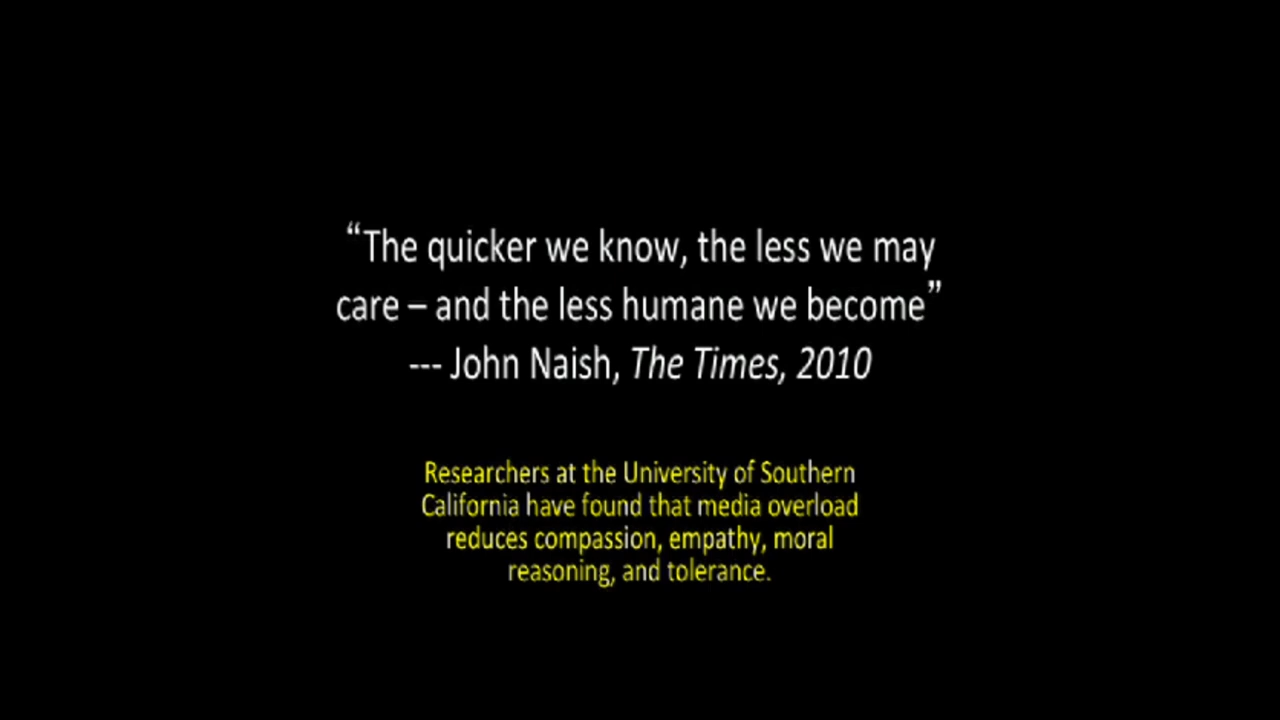 “The quicker we know, the less we may
care – and the less humane we become”
--- John Naish, The Times, 2010
Researchers at the University of Southern
California have found that media overload
reduces compassion, empathy, moral
reasoning, and tolerance.